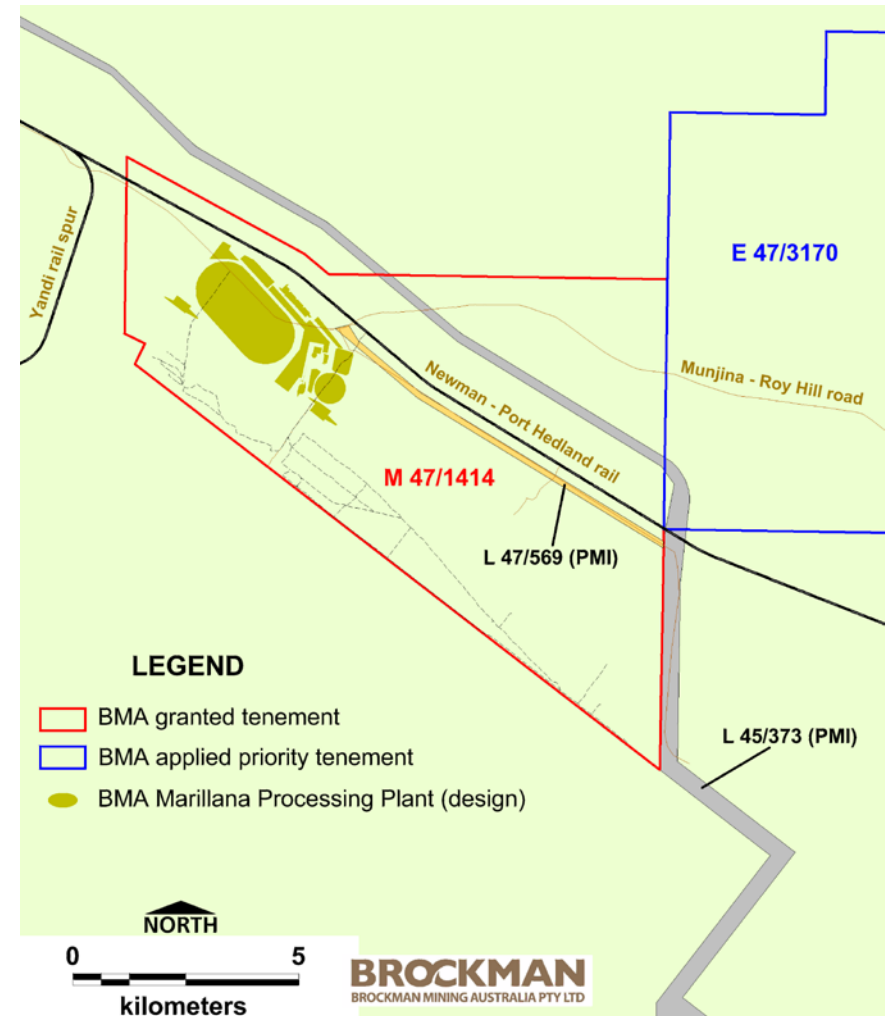 Yandi rail spur
E 47/3170
Munjina - Roy Hill road
Newman - Port Hedland rail
M 47/1414
L 47/569 (PMI)
LEGEND
BMA granted tenement
BMA applied priority tenement
BMA Marillana Processing Plant (design)
L 45/373 (PMI)
NORTH
0 5
kilometers
BROCKMAN
BROCKMAN MINING AUSTRALIA PTY LTD